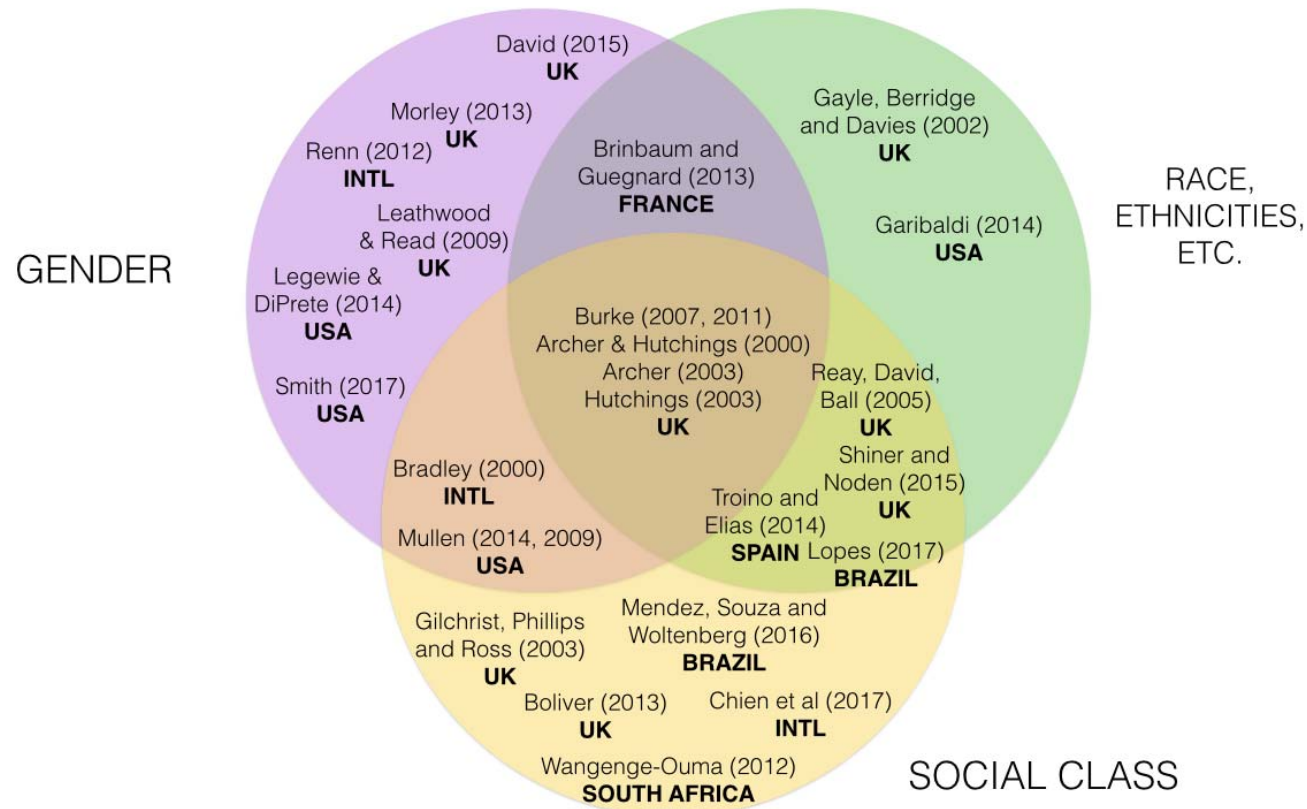 David (2015)
UK
Morley (2013)
UK
Renn (2012)
INTL
Leathwood
& Read (2009)
UK
Legewie &
DiPrete (2014)
USA
Smith (2017)
USA
GENDER
Brinbaum and
Guegnard (2013)
FRANCE
Gayle, Berridge
and Davies (2002)
UK
Garibaldi (2014)
USA
RACE,
ETHNICITIES,
ETC.
Burke (2007, 2011)
Archer & Hutchings (2000)
Archer (2003)
Hutchings (2003)
UK
Reay, David,
Ball (2005)
UK
Shiner and
Noden (2015)
UK
Troino and
Elias (2014)
SPAIN
Lopes (2017)
BRAZIL
Bradley (2000)
INTL
Mullen (2014, 2009)
USA
Gilchrist, Phillips
and Ross (2003)
UK
Mendez, Souza and
Woltenberg (2016)
BRAZIL
Boliver (2013)
UK
Chien et al (2017)
INTL
Wangenge-Ouma (2012)
SOUTH AFRICA
SOCIAL CLASS